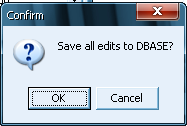 Confirm
Save all edits to DBASE?
OK
Cancel